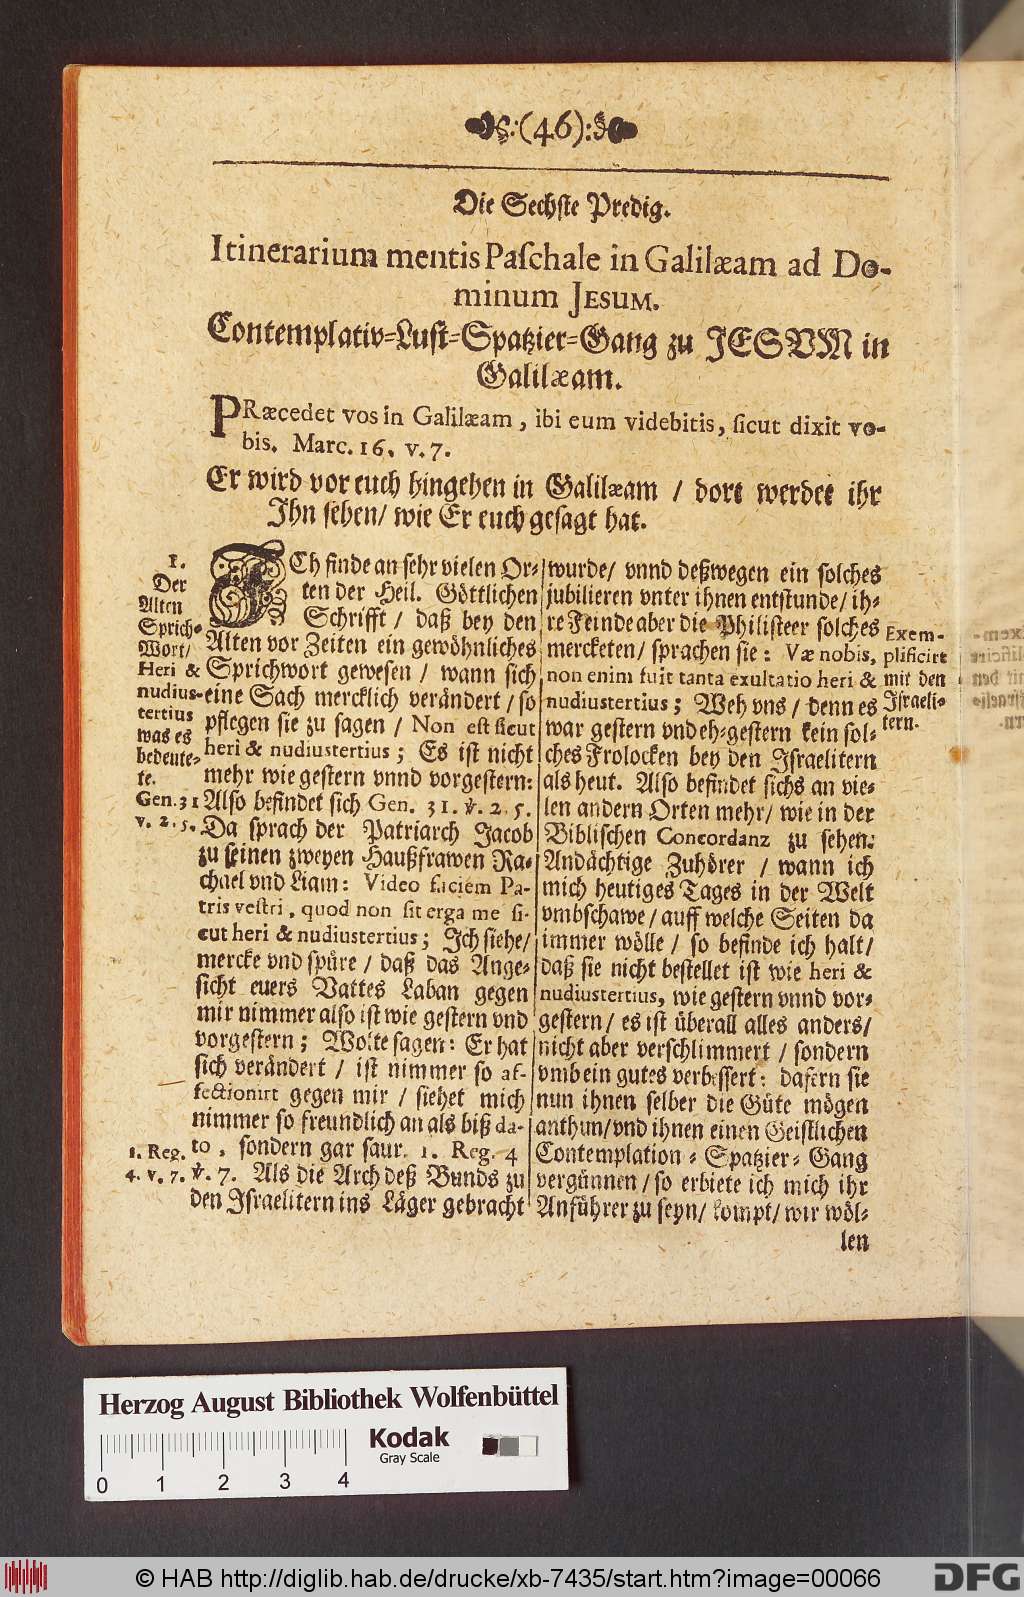 :(46):
Die Sechste Predig.
Itinerarium mentis Paſchale in Galilæam ad Do-
minum JESUM.
Contemplativ-Luſt-Spatzier-Gang zu JESVM in
Galilæam.
PRæcedet vos in Galilæam, ibi eum videbitis, ſicut dixit vo-
bis. Marc. 16. v. 7.
Er wird vor euch hingehen in Galilæam / dort werdet ihr
Ihn ſehen/ wie Er euch geſagt hat.
1.
Der
Alten
Sprich-
Wort/
Heri &
nudius-
tertius
was es
bedeute-
te.
Gen. 31
v. 2. 5.
1. Reg.
4. v. 7.
ICh finde an ſehr vielen Or-
ten der Heil. Göttlichen
Schrifft / daß bey den
Alten vor Zeiten ein gewöhnliches
Sprichwort geweſen / wann ſich
eine Sach mercklich verändert / ſo
pflegen ſie zu ſagen / Non eſt ſicut
heri & nudiustertius; Es iſt nicht
mehr wie geſtern vnnd vorgeſtern:
Alſo befindet ſich Gen. 31. v. 2. 5.
Da ſprach der Patriarch Jacob
zu ſeinen zweyen Haußfrawen Ra-
chael vnd Liam: Video faciem Pa-
tris veſtri, quod non ſit erga me ſi-
cut heri & nudiustertius; Ich ſiehe/
mercke vnd ſpüre / daß das Ange-
ſicht euers Vattes Laban gegen
mir nimmer alſo iſt wie geſtern vnd
vorgeſtern; Wolte ſagen: Er hat
ſich verändert / iſt nimmer ſo af-
fectionirt gegen mir / ſiehet mich
nimmer ſo freundlich an als biß da-
to, ſondern gar ſaur. 1. Reg. 4
v. 7. Als die Arch deß Bunds zu
den Iſraelitern ins Läger gebracht
wurde/ vnnd deßwegen ein ſolches
jubilieren vnter ihnen entſtunde/ ih-
re Feinde aber die Philiſteer ſolches
mercketen/ ſprachen ſie: Væ nobis,
non enim fuit tanta exultatio heri &
nudiustertius; Weh vns / denn es
war geſtern vnd eh-geſtern kein ſol-
ches Frolocken bey den Iſraelitern
als heut. Alſo befindet ſichs an vie-
len andern Orten mehr/ wie in der
Bibliſchen Concordanz zu ſehen.
Andächtige Zuhörer / wann ich
mich heutiges Tages in der Welt
vmbſchawe/ auff welche Seiten da
immer wölle / ſo befinde ich halt/
daß ſie nicht beſtellet iſt wie heri &
nudiustertius, wie geſtern vnnd vor-
geſtern/ es iſt überall alles anders/
nicht aber verſchlimmert / ſondern
vmb ein gutes verbeſſert: dafern ſie
nun ihnen ſelber die Güte mögen
anthun/ vnd ihnen einen Geiſtlichen
Contemplation-Spatzier-Gang
vergünnen/ ſo erbiete ich mich ihr
Anführer zu ſeyn/ kompt/ wir wöl-
len
Exem-
plificirt
mit den
Iſraeli-
tern.
Herzog August Bibliothek Wolfenbüttel
Kodak
Gray Scale
0 1 2 3 4
© HAB http://diglib.hab.de/drucke/xb-7435/start.htm?image=00066
DFG